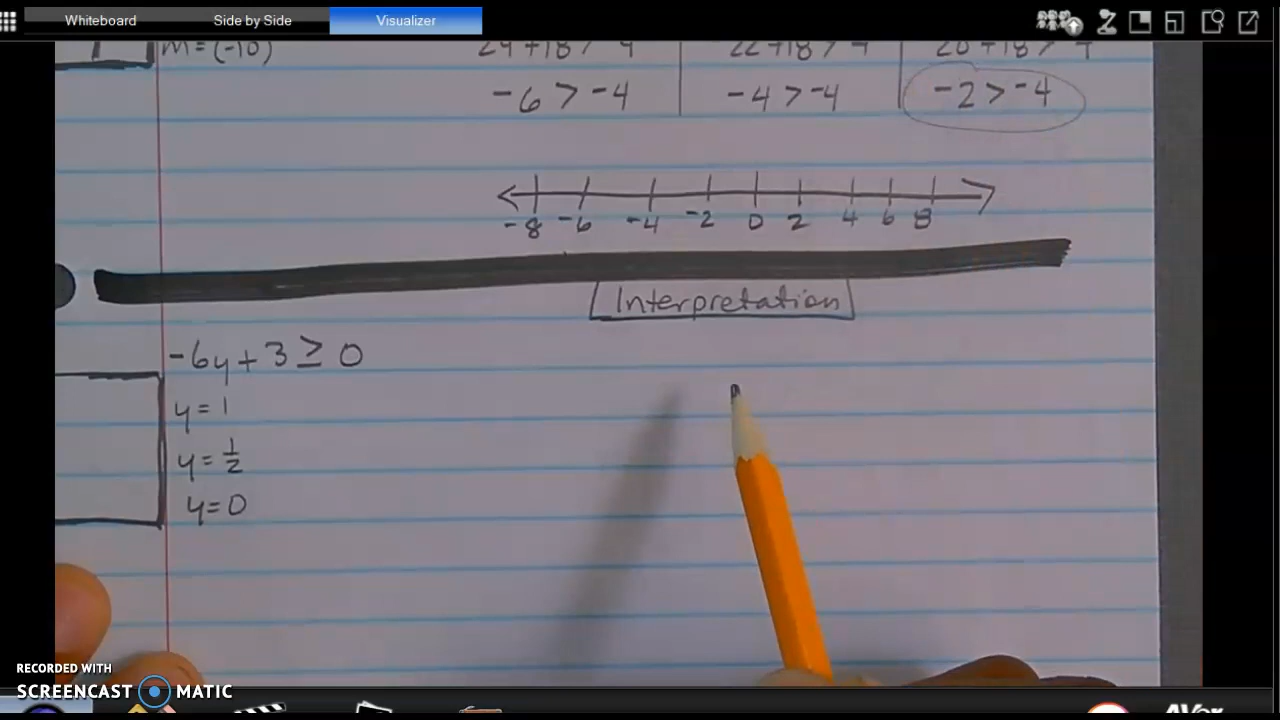 Whiteboard Side by Side Visualizer
m = (-10)
-6 > -4 -4 > -4 -2 > -4
-8 -6 -4 -2 0 2 4 6 8
Interpretation
-6y + 3 ≥ 0
y = 1
y = 1/2
y = 0
RECORDED WITH
SCREENCAST MATIC
AVer